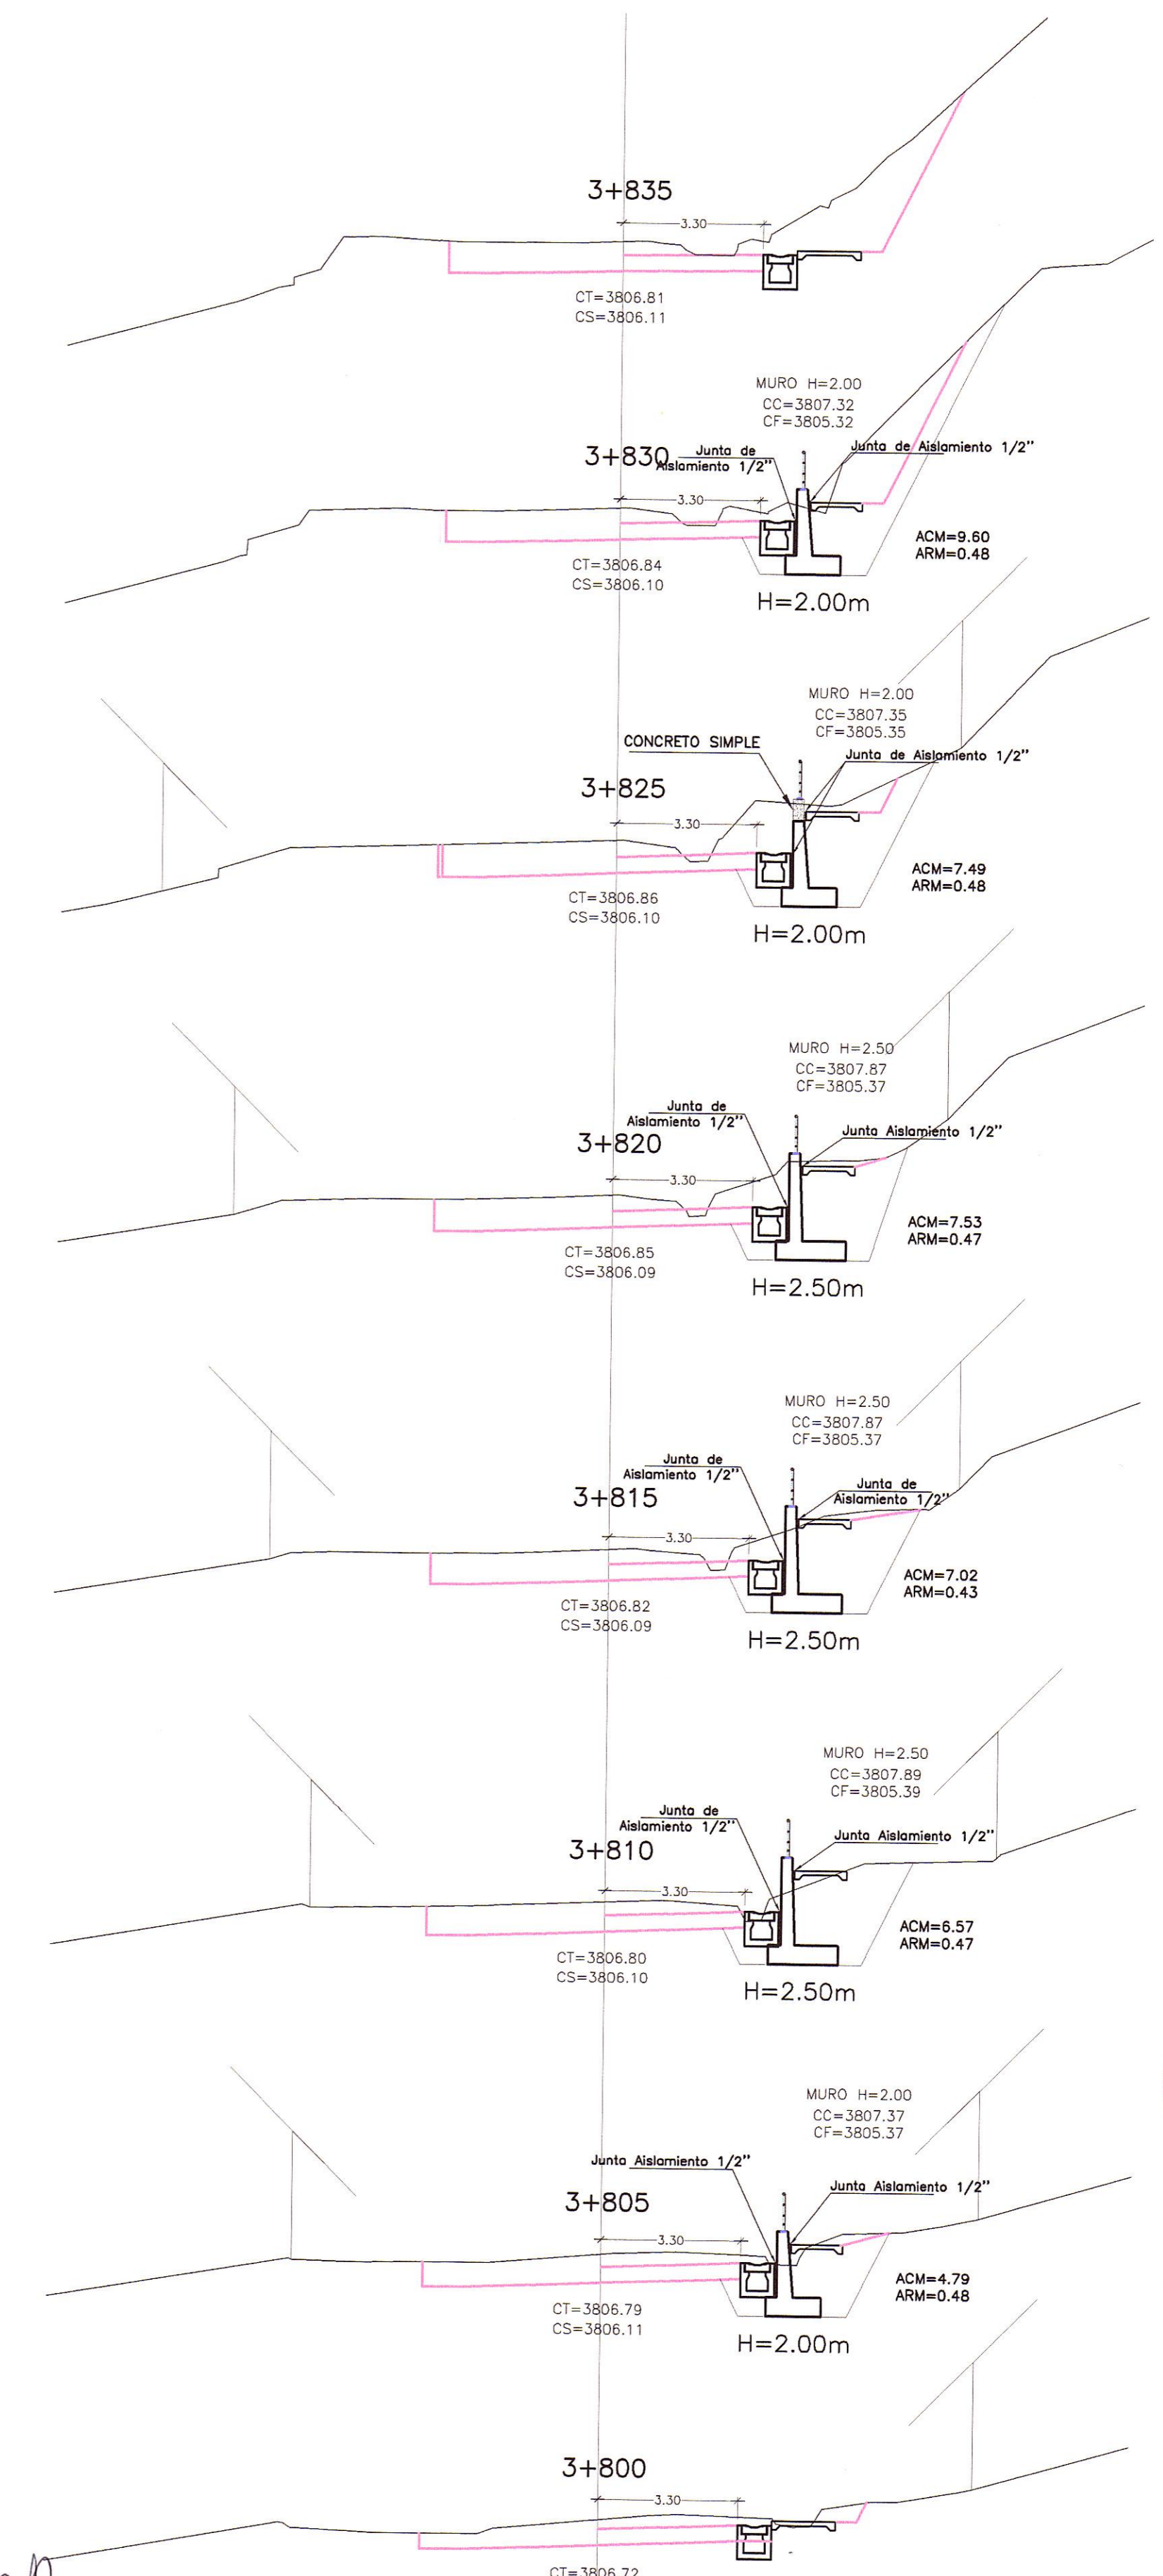 3+835
3.30
CT=3806.81
CS=3806.11
MURO H=2.00
CC=3807.32
CF=3805.32
3+830
Junta de
Aislamiento 1/2"
Junta de Aislamiento 1/2"
3.30
ACM=9.60
ARM=0.48
CT=3806.84
CS=3806.10
H=2.00m
MURO H=2.00
CC=3807.35
CF=3805.35
CONCRETO SIMPLE
Junta de Aislamiento 1/2"
3+825
3.30
ACM=7.49
ARM=0.48
CT=3806.86
CS=3806.10
H=2.00m
MURO H=2.50
CC=3807.87
CF=3805.37
Junta de
Aislamiento 1/2"
Junta Aislamiento 1/2"
3+820
3.30
ACM=7.53
ARM=0.47
CT=3806.85
CS=3806.09
H=2.50m
MURO H=2.50
CC=3807.87
CF=3805.37
Junta de
Aislamiento 1/2"
Junta de
Aislamiento 1/2"
3+815
3.30
ACM=7.02
ARM=0.43
CT=3806.82
CS=3806.09
H=2.50m
MURO H=2.50
CC=3807.89
CF=3805.39
Junta de
Aislamiento 1/2"
Junta Aislamiento 1/2"
3+810
3.30
ACM=6.57
ARM=0.47
CT=3806.80
CS=3806.10
H=2.50m
MURO H=2.00
CC=3807.37
CF=3805.37
Junta Aislamiento 1/2"
Junta Aislamiento 1/2"
3+805
3.30
ACM=4.79
ARM=0.48
CT=3806.79
CS=3806.11
H=2.00m
3+800
3.30
CT=3806.72